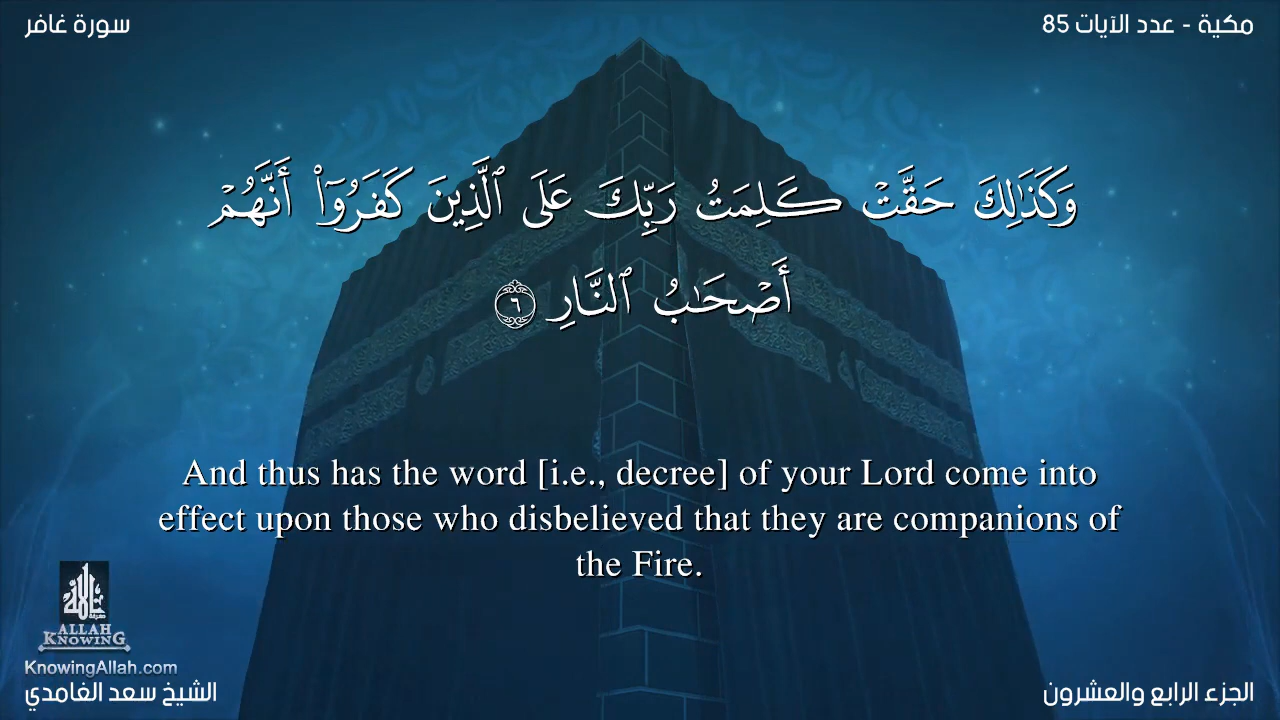 سورة غافر
مكية - عدد الآيات 85
وَكَذَٰلِكَ حَقَّتْ كَلِمَتُ رَبِّكَ عَلَى ٱلَّذِينَ كَفَرُوٓا۟ أَنَّهُمْ
أَصْحَٰبُ ٱلنَّارِ ٦
And thus has the word [i.e., decree] of your Lord come into
effect upon those who disbelieved that they are companions of
the Fire.
ALLAH
KNOWING
KnowingAllah.com
الشيخ سعد الغامدي
الجزء الرابع والعشرون